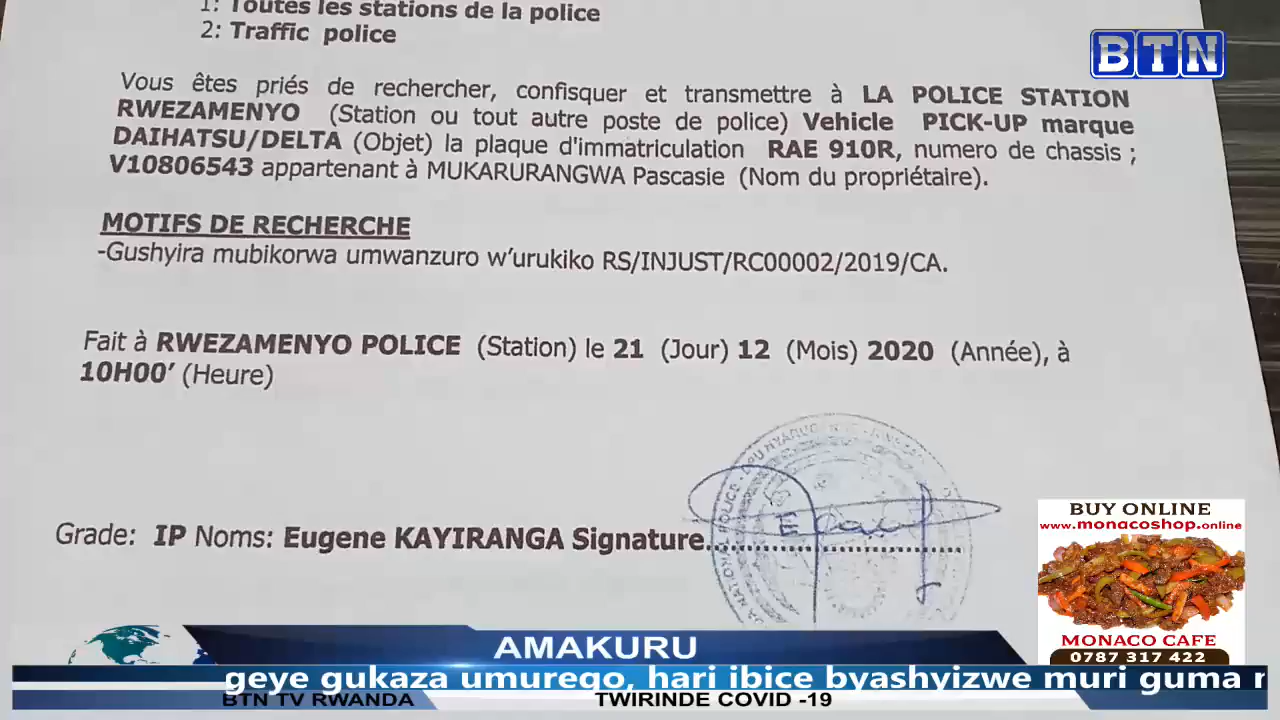 1: Toutes les stations de la police
2: Traffic police
BTN
Vous êtes priés de rechercher, confisquer et transmettre à LA POLICE STATION
RWEZAMENYO (Station ou tout autre poste de police) Vehicle PICK-UP marque
DAIHATSU/DELTA (Objet) la plaque d'immatriculation RAE 910R, numero de chassis ;
V10806543 appartenant à MUKARURANGWA Pascasie (Nom du propriétaire).
MOTIFS DE RECHERCHE
-Gushyira mubikorwa umwanzuro w'urukiko RS/INJUST/RC00002/2019/CA.
Fait à RWEZAMENYO POLICE (Station) le 21 (Jour) 12 (Mois) 2020 (Année), à
10H00' (Heure)
Grade: IP Noms: Eugene KAYIRANGA Signature
BUY ONLINE
www.monacoshop.online
MONACO CAFE
0787 317 422
AMAKURU
geye gukaza umurego, hari ibice byashyizwe muri guma
BTN TV RWANDA TWIRINDE COVID -19